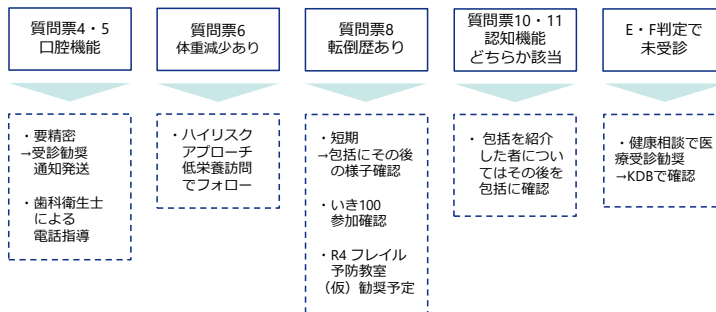 質問票4・5
口腔機能
質問票6
体重減少あり
質問票8
転倒歴あり
質問票10・11
認知機能
どちらか該当
E・F判定で
未受診
・要精密
→受診勧奨
通知発送
・歯科衛生士
による
電話指導
・ハイリスク
アプローチ
低栄養訪問
でフォロー
・短期
→包括にその後
の様子確認
・いき100
参加確認
・R4 フレイル
予防教室
（仮）勧奨予定
・ 包括を紹介
した者につい
てはその後を
包括に確認
・健康相談で医
療受診勧奨
→KDBで確認